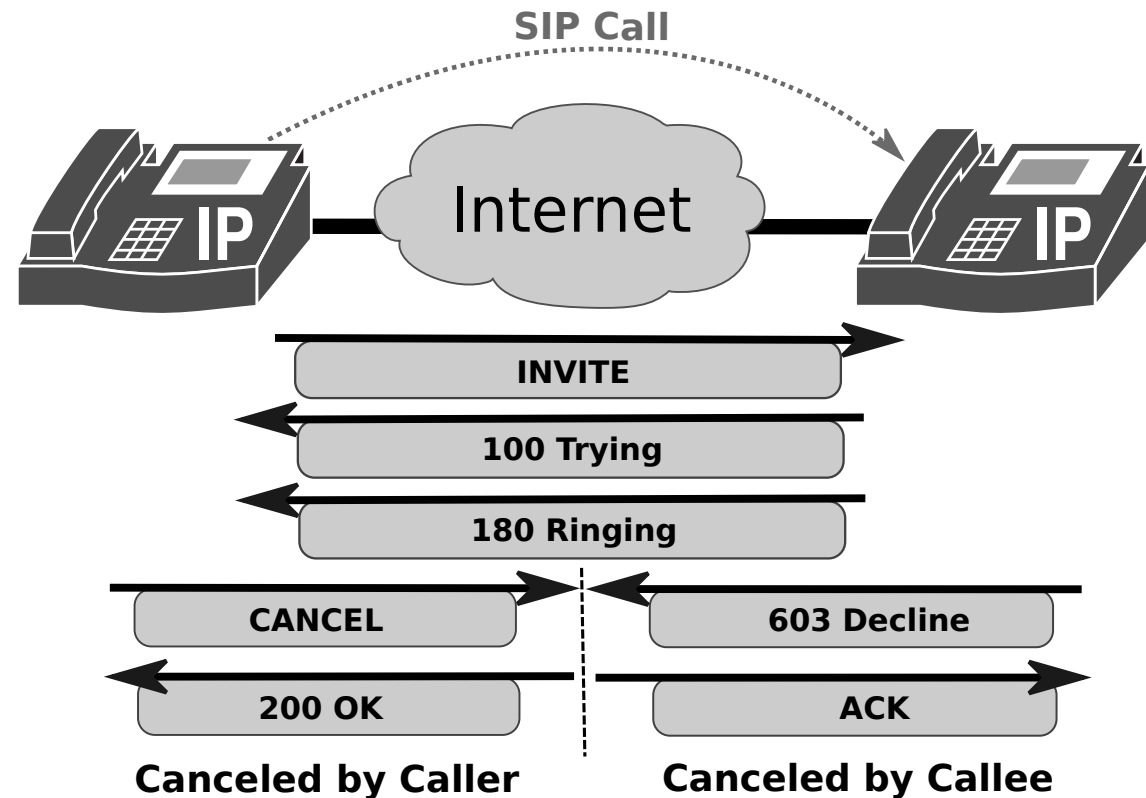 SIP Call
IP
Internet
IP
INVITE
100 Trying
180 Ringing
CANCEL
603 Decline
200 OK
ACK
Canceled by Caller
Canceled by Callee